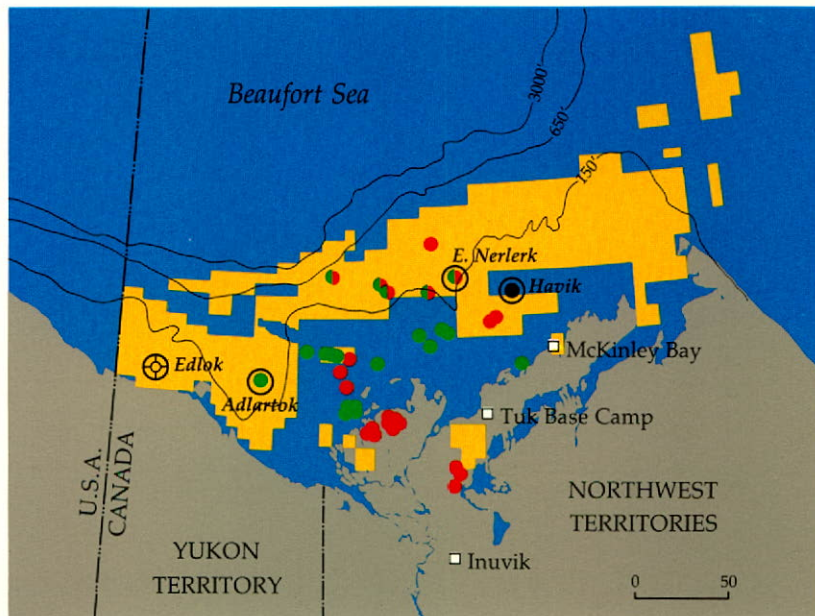 Beaufort Sea
3000'
650'
150'
E. Nerlerk
Havik
Edlok
Adlartok
McKinley Bay
Tuk Base Camp
U.S.A.
CANADA
NORTHWEST
TERRITORIES
YUKON
TERRITORY
Inuvik
0 50